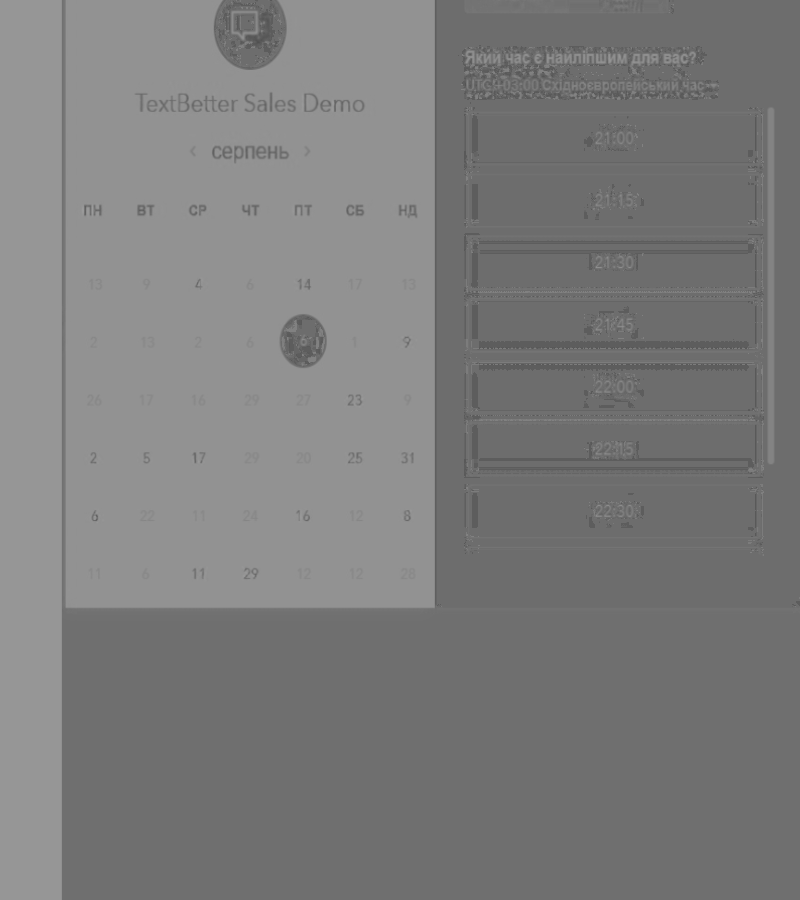 TextBetter Sales Demo
‹ серпень ›
ПН ВТ СР ЧТ ПТ СБ НД
13 9 4 6 14 17 13
2 13 2 6 6 1 9
26 17 16 29 27 23 9
2 5 17 29 20 25 31
6 22 11 24 16 12 8
11 6 11 29 12 12 28
Який час є найліпшим для вас?
UTC +03:00 Східноєвропейський час
21:00
21:15
21:30
21:45
22:00
22:15
22:30